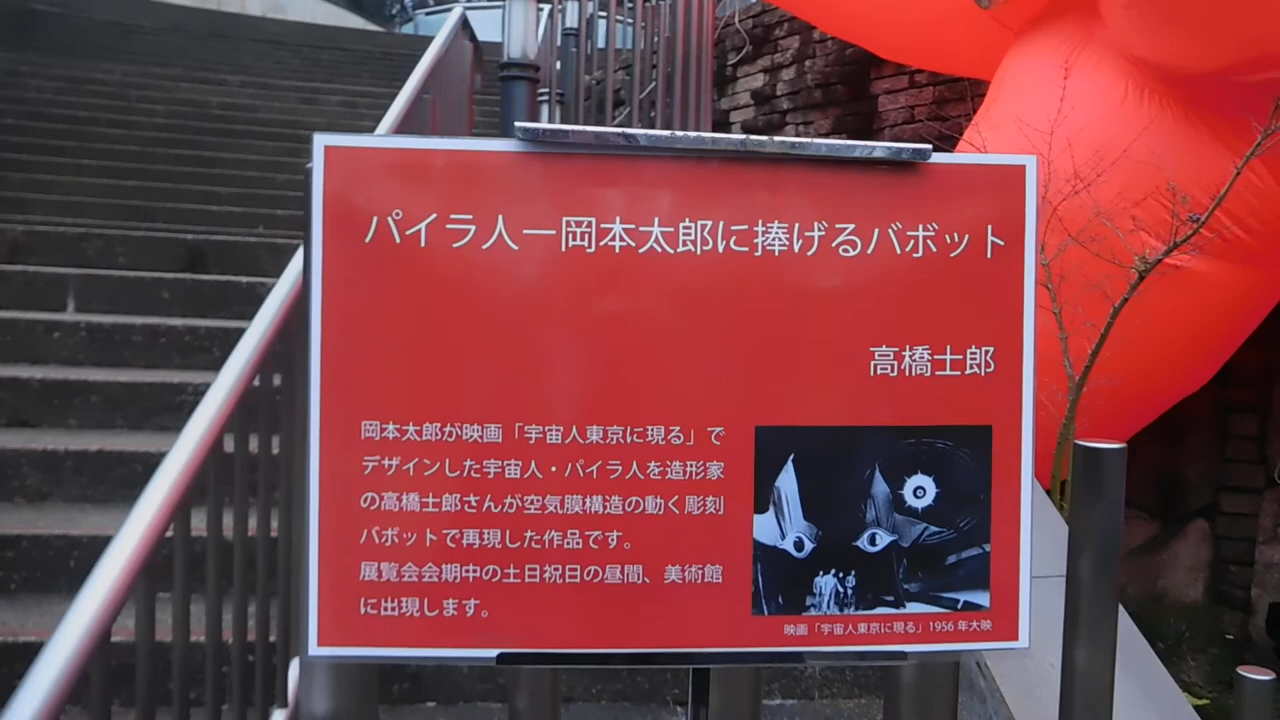 パイラ人ー岡本太郎に捧げるバボット
高橋士郎
岡本太郎が映画「宇宙人東京に現る」で
デザインした宇宙人・パイラ人を造形家
の高橋士郎さんが空気膜構造の動く彫刻
バボットで再現した作品です。
展覧会会期中の土日祝日の昼間、美術館
に出現します。
映画「宇宙人東京に現る」1956年大映